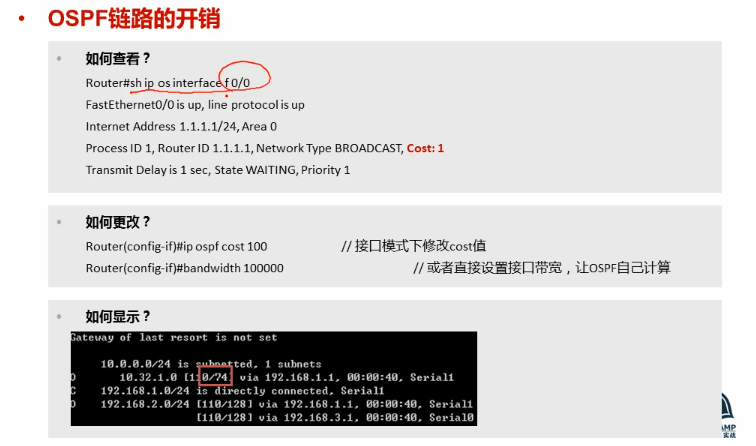 OSPF链路的开销
如何查看？
Router#sh ip os interface f 0/0
FastEthernet0/0 is up, line protocol is up
Internet Address 1.1.1.1/24, Area 0
Process ID 1, Router ID 1.1.1.1, Network Type BROADCAST, Cost: 1
Transmit Delay is 1 sec, State WAITING, Priority 1
如何更改？
Router(config-if)#ip ospf cost 100 // 接口模式下修改cost值
Router(config-if)#bandwidth 100000 // 或者直接设置接口带宽，让OSPF自己计算
如何显示？
Gateway of last resort is not set
10.0.0.0/24 is subnetted, 1 subnets
O 10.32.1.0 [110/74] via 192.168.1.1, 00:00:40, Serial1
C 192.168.1.0/24 is directly connected, Serial1
O 192.168.2.0/24 [110/128] via 192.168.1.1, 00:00:40, Serial1
[110/128] via 192.168.3.1, 00:00:40, Serial0
AMP
实战